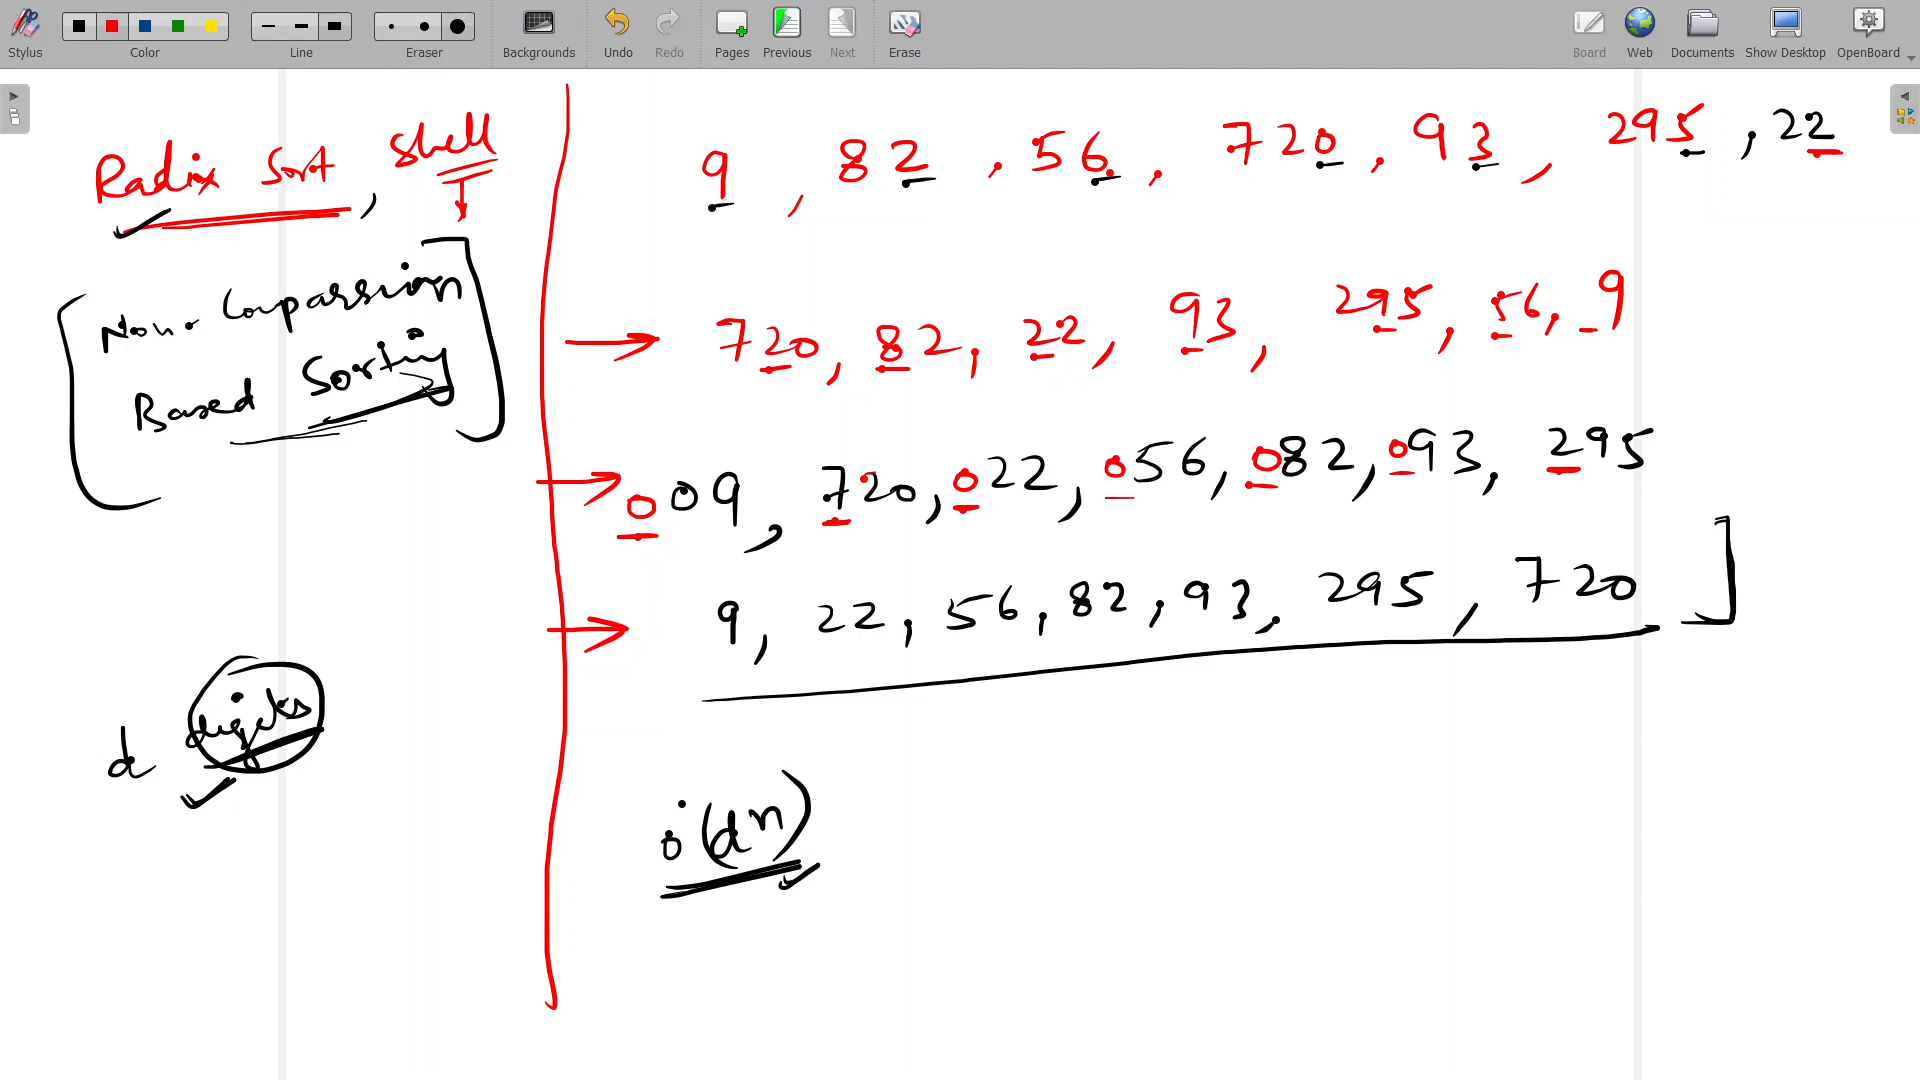 Stylus Color Line Eraser Backgrounds Undo Redo Pages Previous Next Erase Board Web Documents Show Desktop OpenBoard
Radix Sort, Shell
Non-Compassion
Based Sorting
d digits
9, 82, 56, 720, 93, 295, 22
720, 82, 22, 93, 295, 56, 9
009, 720, 022, 056, 082, 093, 295
9, 22, 56, 82, 93, 295, 720
o(dn)